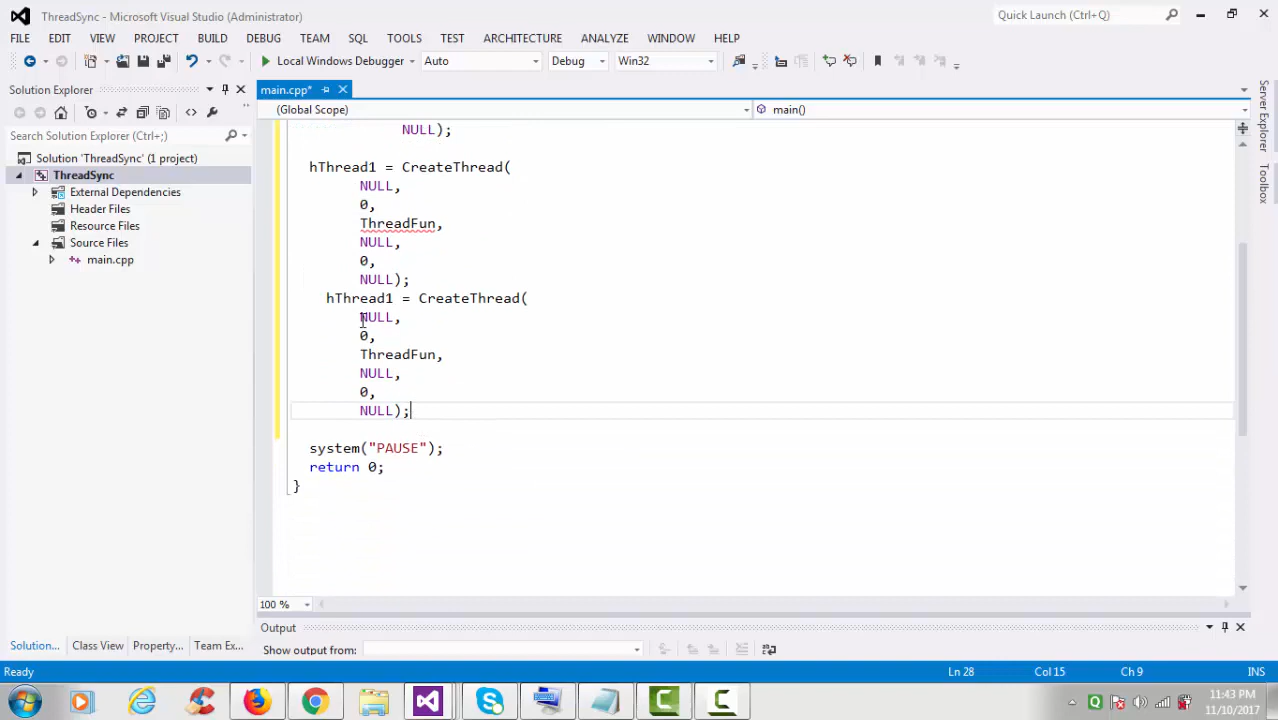 ThreadSync - Microsoft Visual Studio (Administrator)
Quick Launch (Ctrl+Q)
FILE EDIT VIEW PROJECT BUILD DEBUG TEAM SQL TOOLS TEST ARCHITECTURE ANALYZE WINDOW HELP
Local Windows Debugger Auto Debug Win32
Solution Explorer
main.cpp*
(Global Scope)
main()
Search Solution Explorer (Ctrl+;)
Solution 'ThreadSync' (1 project)
ThreadSync
External Dependencies
Header Files
Resource Files
Source Files
main.cpp
NULL);
hThread1 = CreateThread(
NULL,
0,
ThreadFun,
NULL,
0,
NULL);
hThread1 = CreateThread(
NULL,
0,
ThreadFun,
NULL,
0,
NULL);
system("PAUSE");
return 0;
}
Server Explorer
Toolbox
100 %
Output
Show output from:
Solution... Class View Property... Team Ex...
Ready
Ln 28 Col 15 Ch 9 INS
11:43 PM
11/10/2017